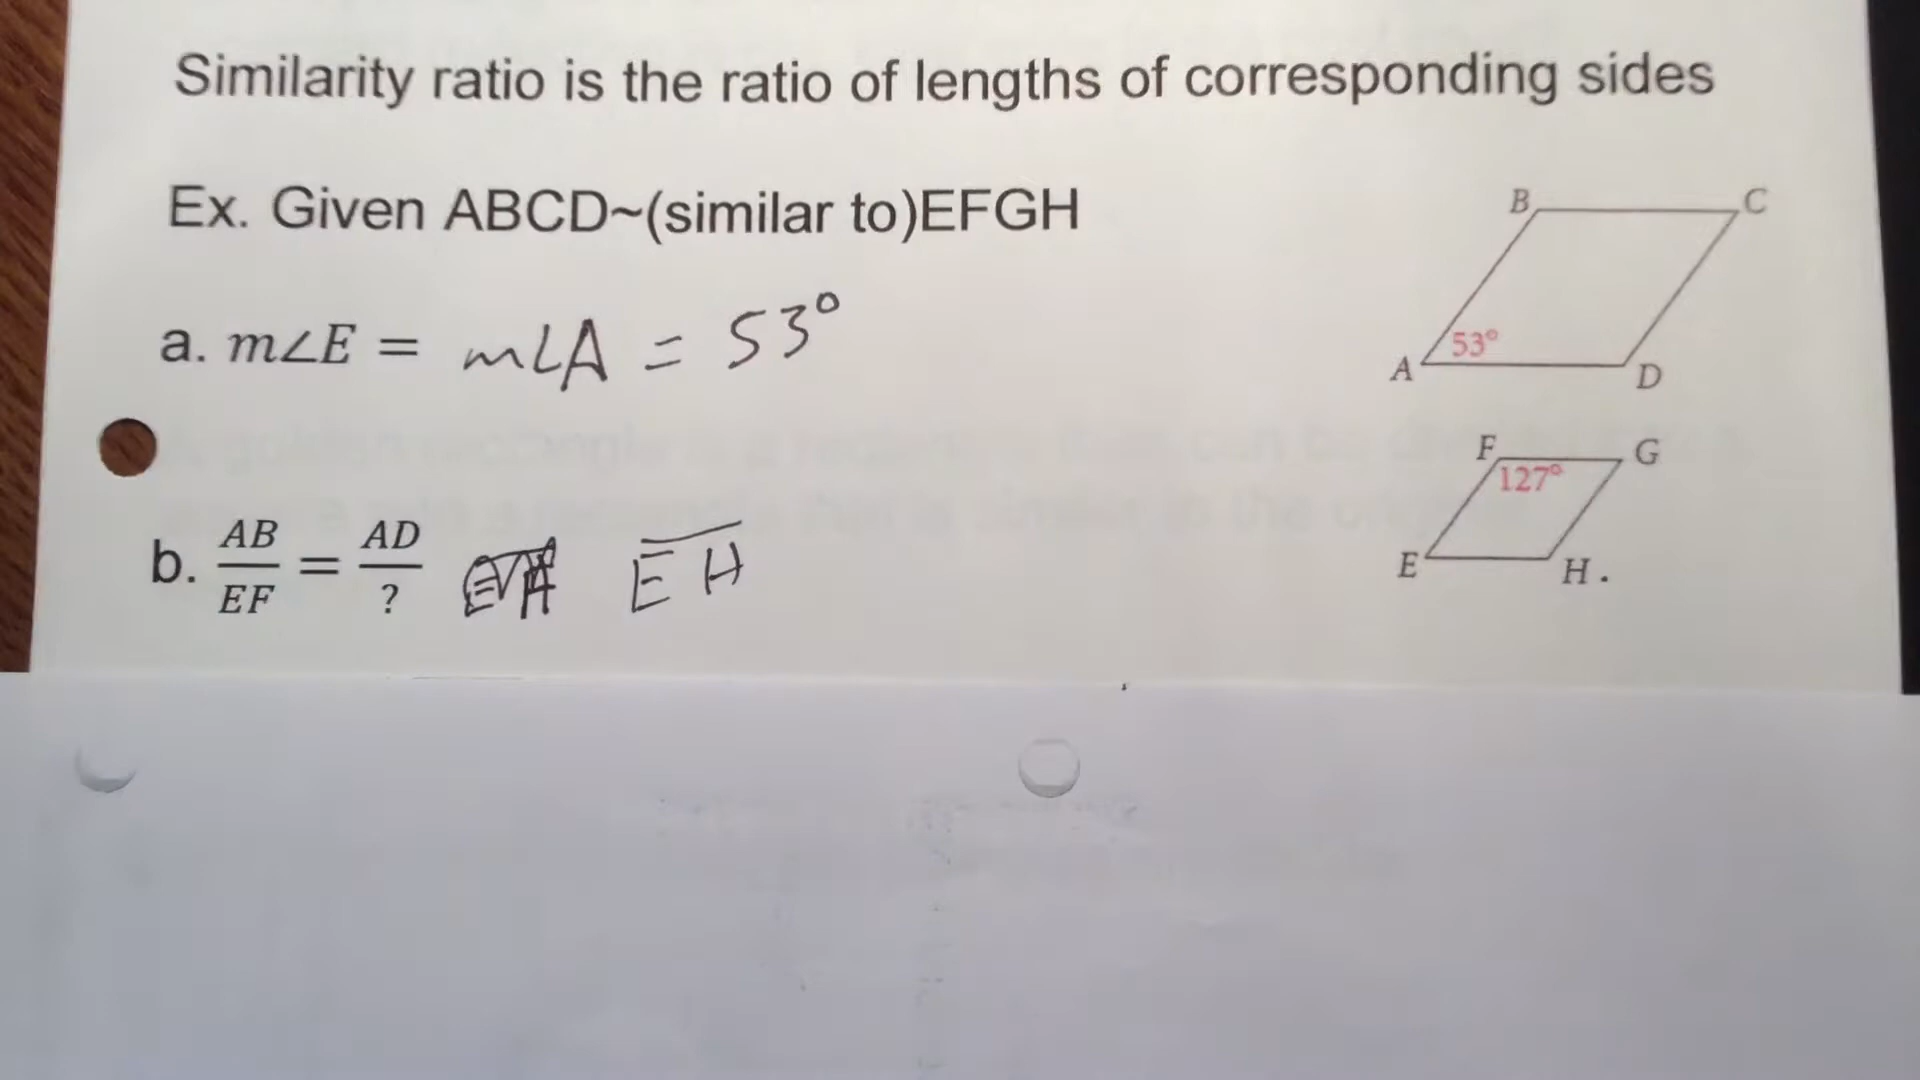 Similarity ratio is the ratio of lengths of corresponding sides
Ex. Given ABCD~(similar to)EFGH
B
C
a. m∠E = m∠A = 53°
53°
A
D
F
G
127°
b. AB/EF = AD/? EH
E
H.